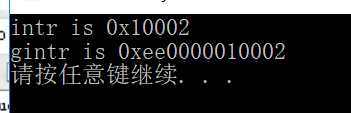 intr is 0x10002
gintr is 0xee0000010002
请按任意键继续. . .